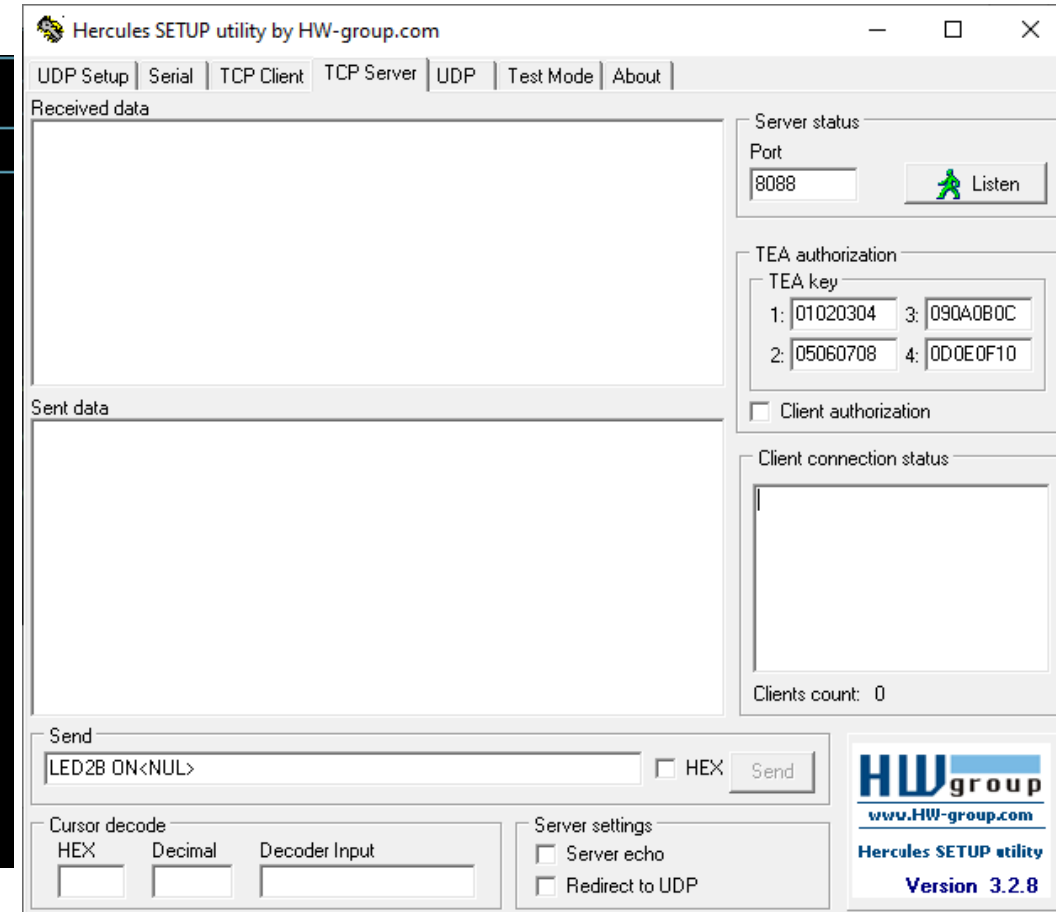 Hercules SETUP utility by HW-group.com
UDP Setup Serial TCP Client TCP Server UDP Test Mode About
Received data
Server status
Port
8088
Listen
TEA authorization
TEA key
1: 01020304 3: 090A0B0C
2: 05060708 4: 0D0E0F10
Client authorization
Sent data
Client connection status
Clients count: 0
Send
LED2B ON<NUL>
HEX
Send
Cursor decode
HEX Decimal Decoder Input
Server settings
Server echo
Redirect to UDP
HW group
www.HW-group.com
Hercules SETUP utility
Version 3.2.8